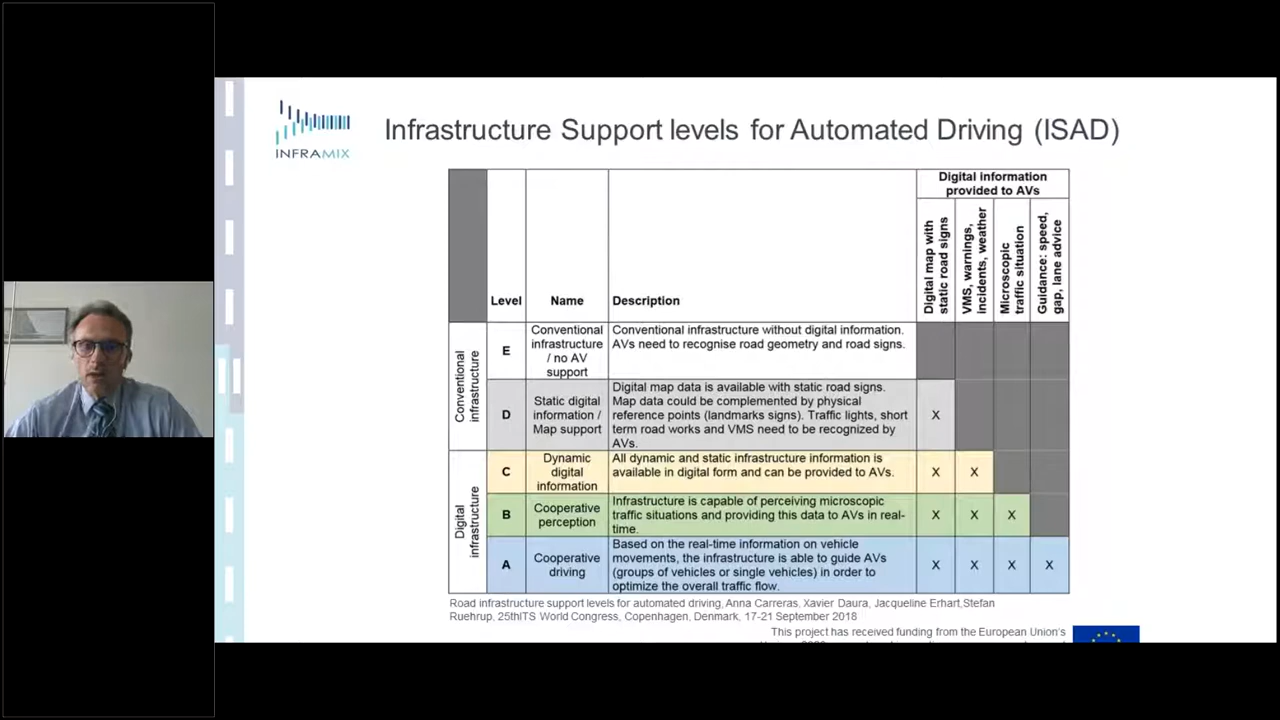 INFRAMIX
Infrastructure Support levels for Automated Driving (ISAD)
Digital information
provided to AVs
Level
Name
Description
Digital map with
static road signs
VMS, warnings,
incidents, weather
Microscopic
traffic situation
Guidance: speed,
gap, lane advice
Conventional
infrastructure
E
Conventional
infrastructure
/ no AV
support
Conventional infrastructure without digital information.
AVs need to recognise road geometry and road signs.
D
Static digital
information /
Map support
Digital map data is available with static road signs.
Map data could be complemented by physical
reference points (landmarks signs). Traffic lights, short
term road works and VMS need to be recognized by
AVs.
X
Digital
infrastructure
C
Dynamic
digital
information
All dynamic and static infrastructure information is
available in digital form and can be provided to AVs.
X X
B
Cooperative
perception
Infrastructure is capable of perceiving microscopic
traffic situations and providing this data to AVs in real-
time.
X X X
A
Cooperative
driving
Based on the real-time information on vehicle
movements, the infrastructure is able to guide AVs
(groups of vehicles or single vehicles) in order to
optimize the overall traffic flow.
X X X X
Road infrastructure support levels for automated driving, Anna Carreras, Xavier Daura, Jacqueline Erhart,Stefan
Ruehrup, 25thITS World Congress, Copenhagen, Denmark, 17-21 September 2018
This project has received funding from the European Union's